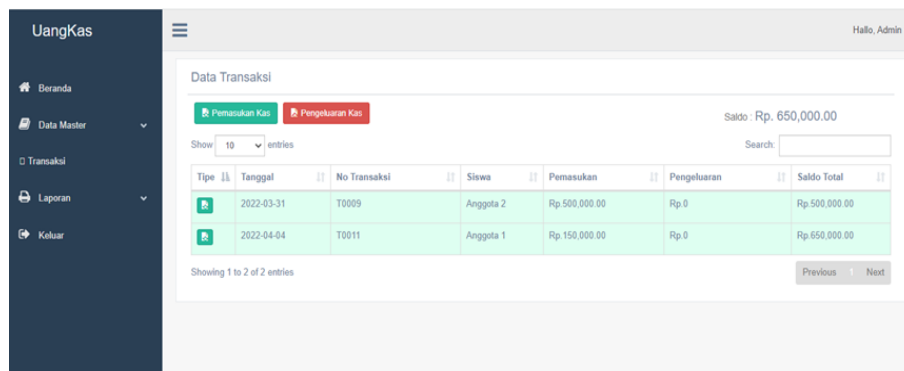 UangKas
Hallo, Admin
Beranda
Data Master
Transaksi
Laporan
Keluar
Data Transaksi
Pemasukan Kas Pengeluaran Kas
Saldo : Rp. 650,000.00
Show 10 entries
Search:
Tipe Tanggal No Transaksi Siswa Pemasukan Pengeluaran Saldo Total
2022-03-31 T0009 Anggota 2 Rp.500,000.00 Rp.0 Rp.500,000.00
2022-04-04 T0011 Anggota 1 Rp.150,000.00 Rp.0 Rp.650,000.00
Showing 1 to 2 of 2 entries
Previous 1 Next